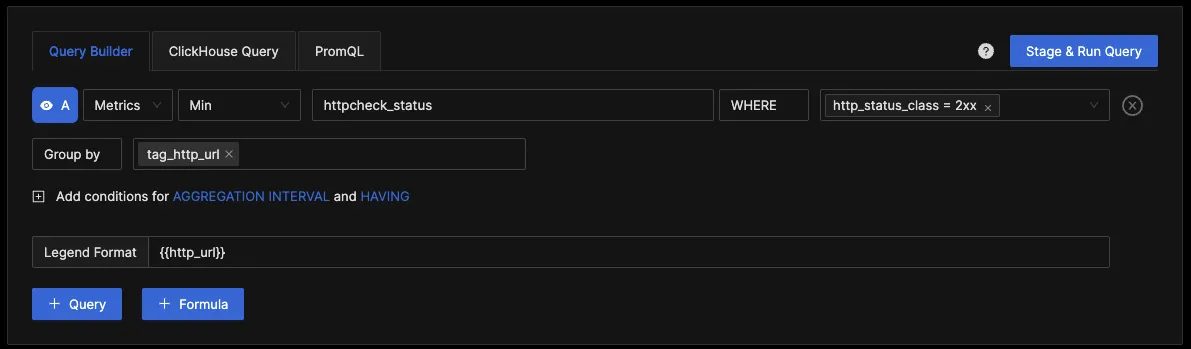 Query Builder ClickHouse Query PromQL ? Stage & Run Query
A Metrics Min httpcheck_status WHERE http_status_class = 2xx ×
Group by tag_http_url ×
Add conditions for AGGREGATION INTERVAL and HAVING
Legend Format {{http_url}}
+ Query + Formula